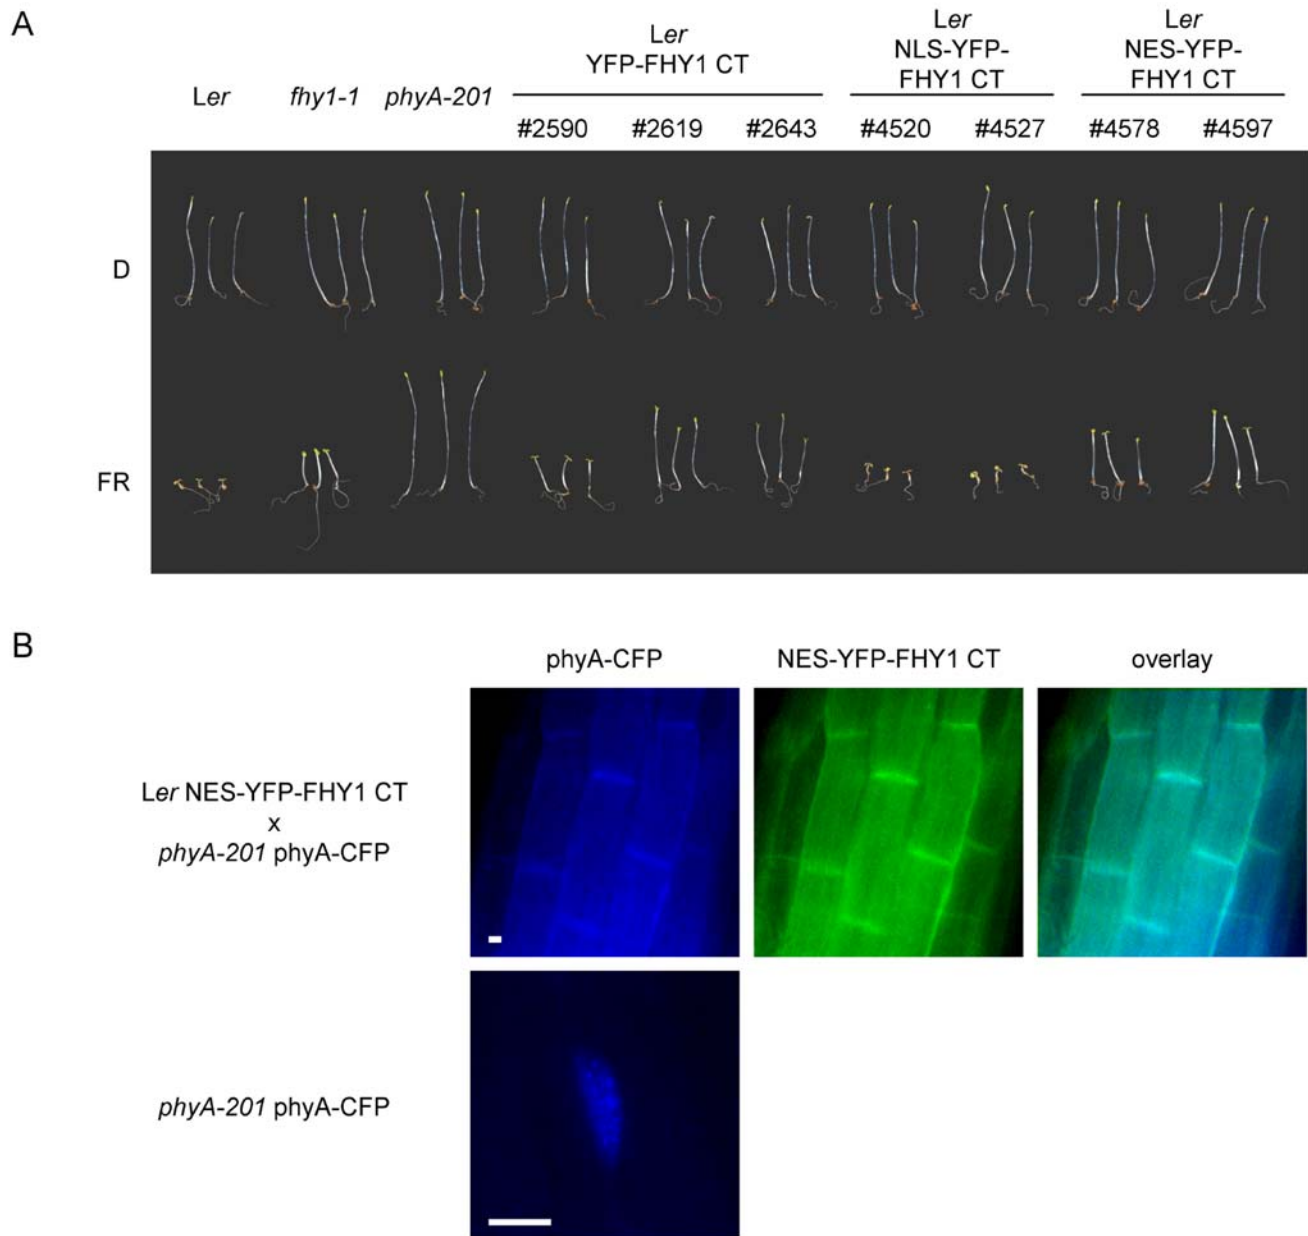 A
Ler
fhy1-1
phyA-201
Ler
YFP-FHY1 CT
Ler
NLS-YFP-
FHY1 CT
Ler
NES-YFP-
FHY1 CT
#2590
#2619
#2643
#4520
#4527
#4578
#4597
D
FR
B
phyA-CFP
NES-YFP-FHY1 CT
overlay
Ler NES-YFP-FHY1 CT
x
phyA-201 phyA-CFP
phyA-201 phyA-CFP